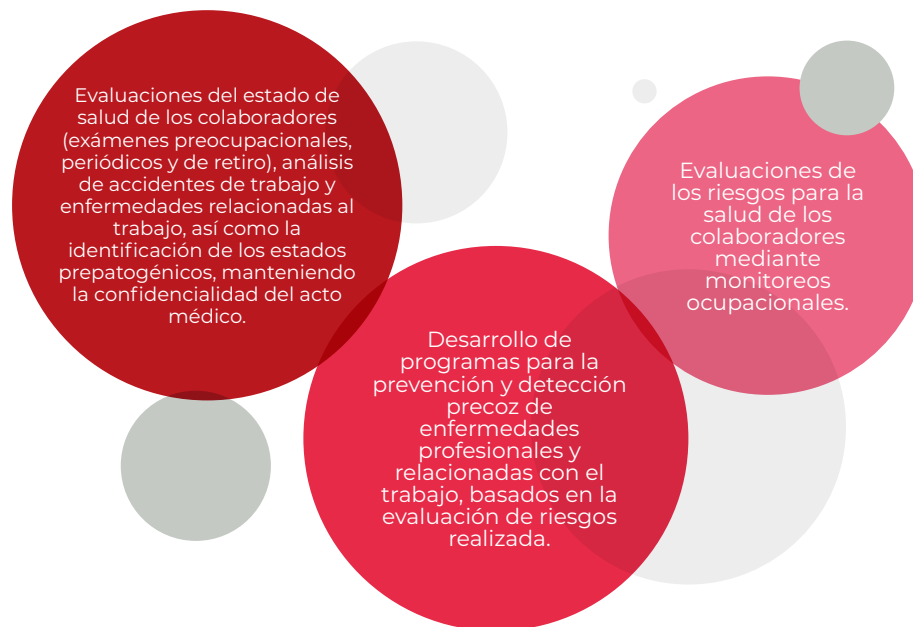 Evaluaciones del estado de
salud de los colaboradores
(exámenes preocupacionales,
periódicos y de retiro), análisis
de accidentes de trabajo y
enfermedades relacionadas al
trabajo, así como la
identificación de los estados
prepatogénicos, manteniendo
la confidencialidad del acto
médico.
Desarrollo de
programas para la
prevención y detección
precoz de
enfermedades
profesionales y
relacionadas con el
trabajo, basados en la
evaluación de riesgos
realizada.
Evaluaciones de
los riesgos para la
salud de los
colaboradores
mediante
monitoreos
ocupacionales.